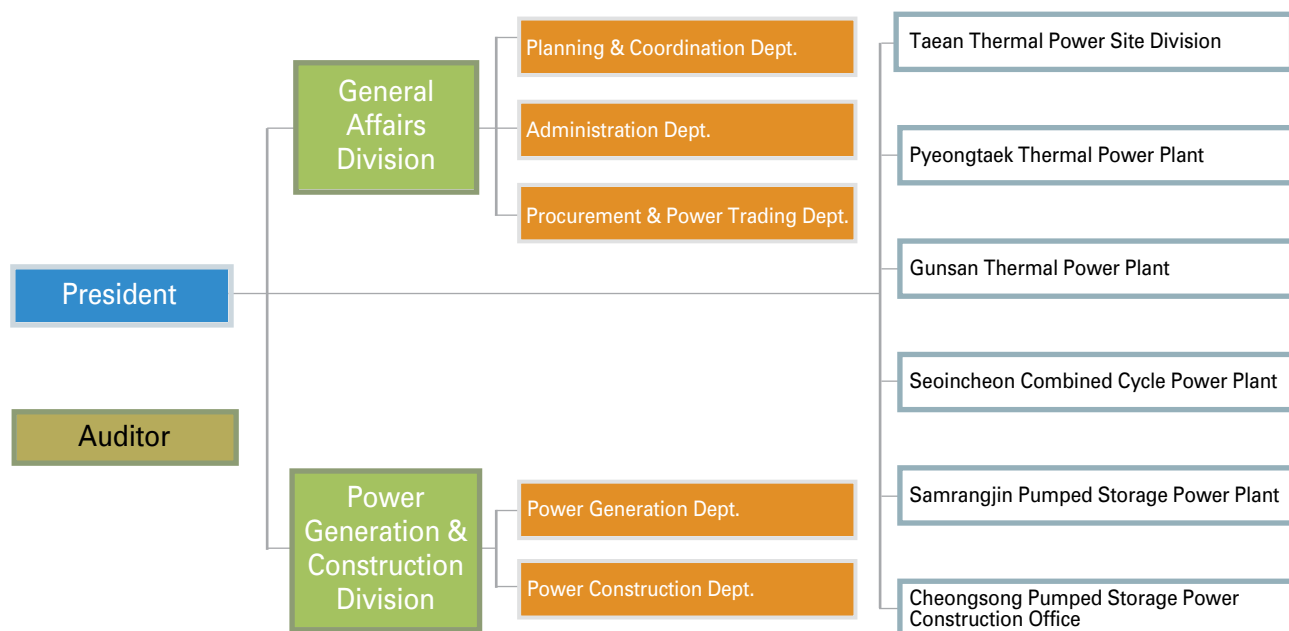 President
Auditor
General
Affairs
Division
Power
Generation &
Construction
Division
Planning & Coordination Dept.
Administration Dept.
Procurement & Power Trading Dept.
Power Generation Dept.
Power Construction Dept.
Taean Thermal Power Site Division
Pyeongtaek Thermal Power Plant
Gunsan Thermal Power Plant
Seoincheon Combined Cycle Power Plant
Samrangjin Pumped Storage Power Plant
Cheongsong Pumped Storage Power
Construction Office